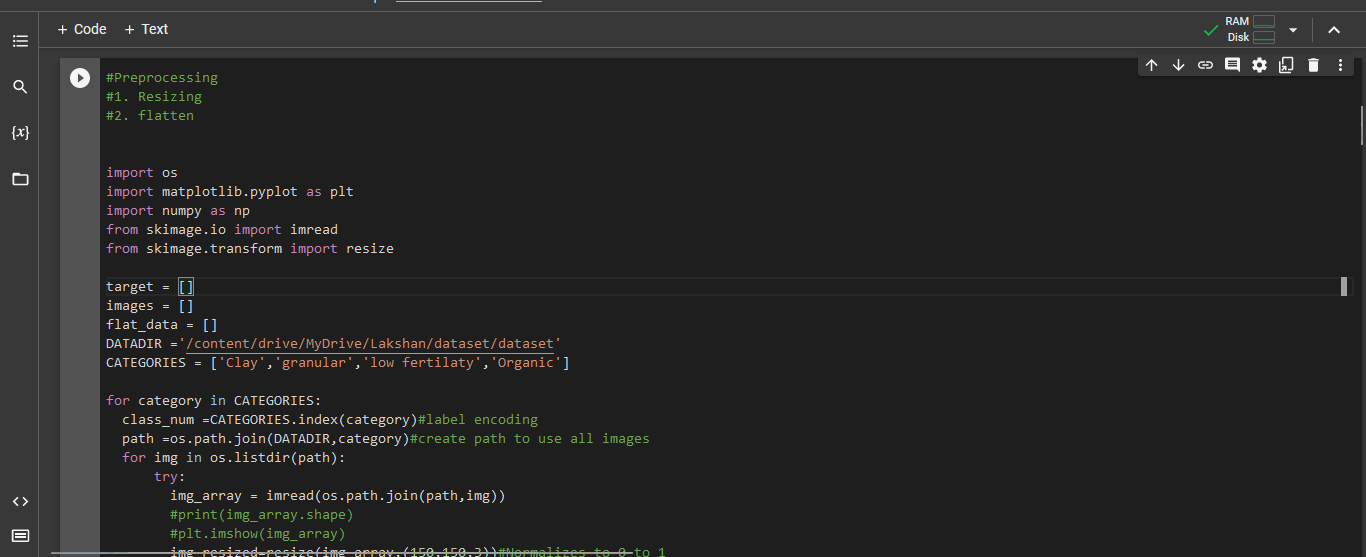 + Code + Text
RAM
Disk
#Preprocessing
#1. Resizing
#2. flatten
{x}
import os
import matplotlib.pyplot as plt
import numpy as np
from skimage.io import imread
from skimage.transform import resize
target = []
images = []
flat_data = []
DATADIR ='/content/drive/MyDrive/Lakshan/dataset/dataset'
CATEGORIES = ['Clay','granular','low fertilaty','Organic']
for category in CATEGORIES:
class_num =CATEGORIES.index(category)#label encoding
path =os.path.join(DATADIR,category)#create path to use all images
for img in os.listdir(path):
try:
img_array = imread(os.path.join(path,img))
#print(img_array.shape)
#plt.imshow(img_array)
img_resized=resize(img_array,(150,150,3))#Normalizes to 0 to 1